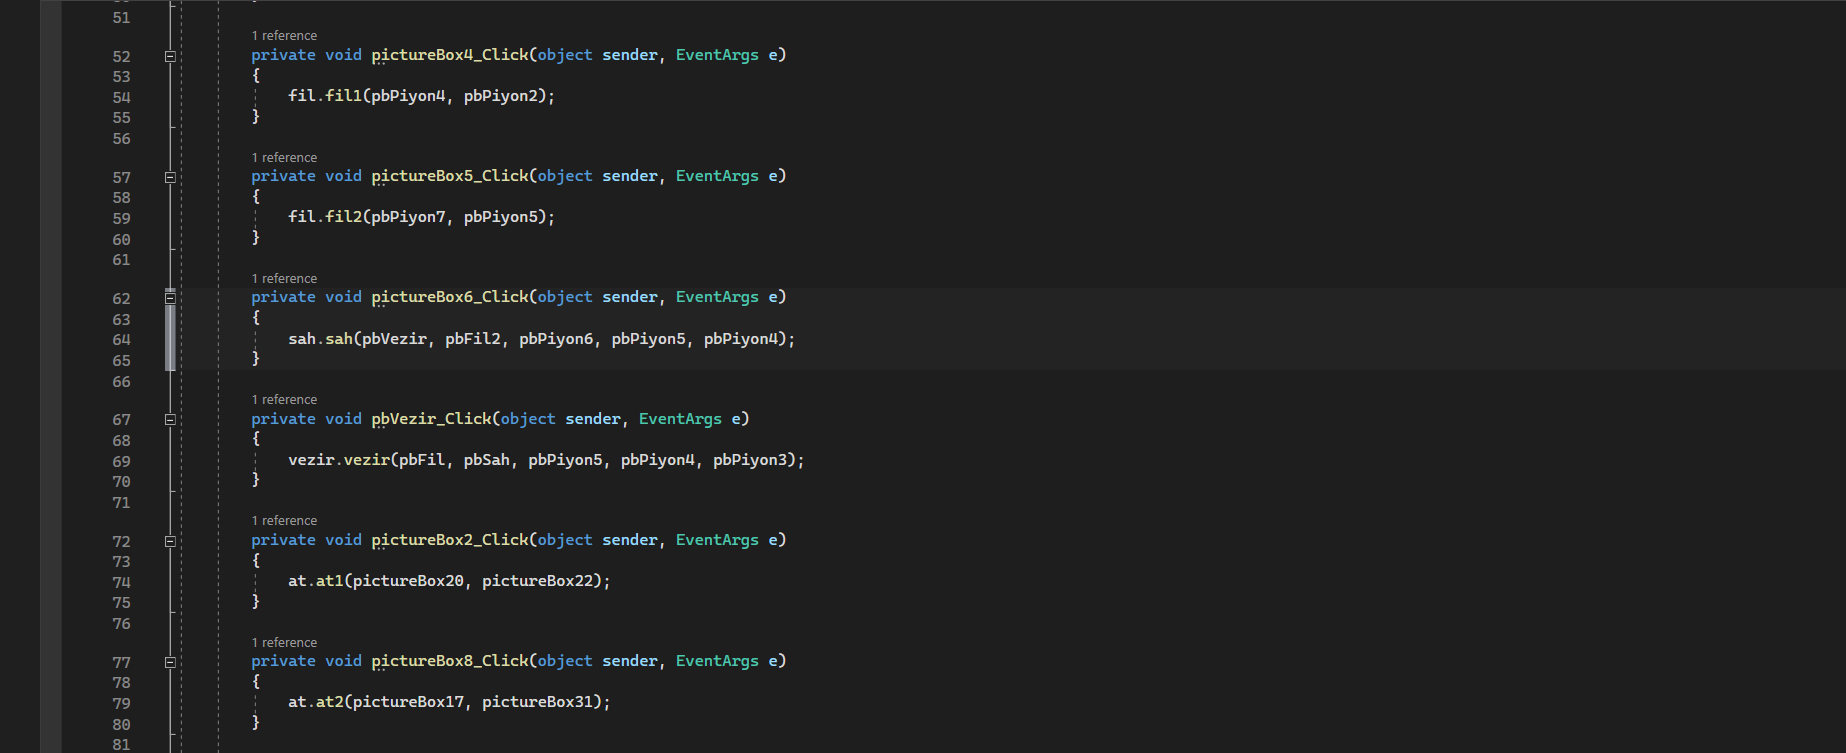 51
1 reference
52 private void pictureBox4_Click(object sender, EventArgs e)
53 {
54 fil.fil1(pbPiyon4, pbPiyon2);
55 }
56
1 reference
57 private void pictureBox5_Click(object sender, EventArgs e)
58 {
59 fil.fil2(pbPiyon7, pbPiyon5);
60 }
61
1 reference
62 private void pictureBox6_Click(object sender, EventArgs e)
63 {
64 sah.sah(pbVezir, pbFil2, pbPiyon6, pbPiyon5, pbPiyon4);
65 }
66
1 reference
67 private void pbVezir_Click(object sender, EventArgs e)
68 {
69 vezir.vezir(pbFil, pbSah, pbPiyon5, pbPiyon4, pbPiyon3);
70 }
71
1 reference
72 private void pictureBox2_Click(object sender, EventArgs e)
73 {
74 at.at1(pictureBox20, pictureBox22);
75 }
76
1 reference
77 private void pictureBox8_Click(object sender, EventArgs e)
78 {
79 at.at2(pictureBox17, pictureBox31);
80 }
81